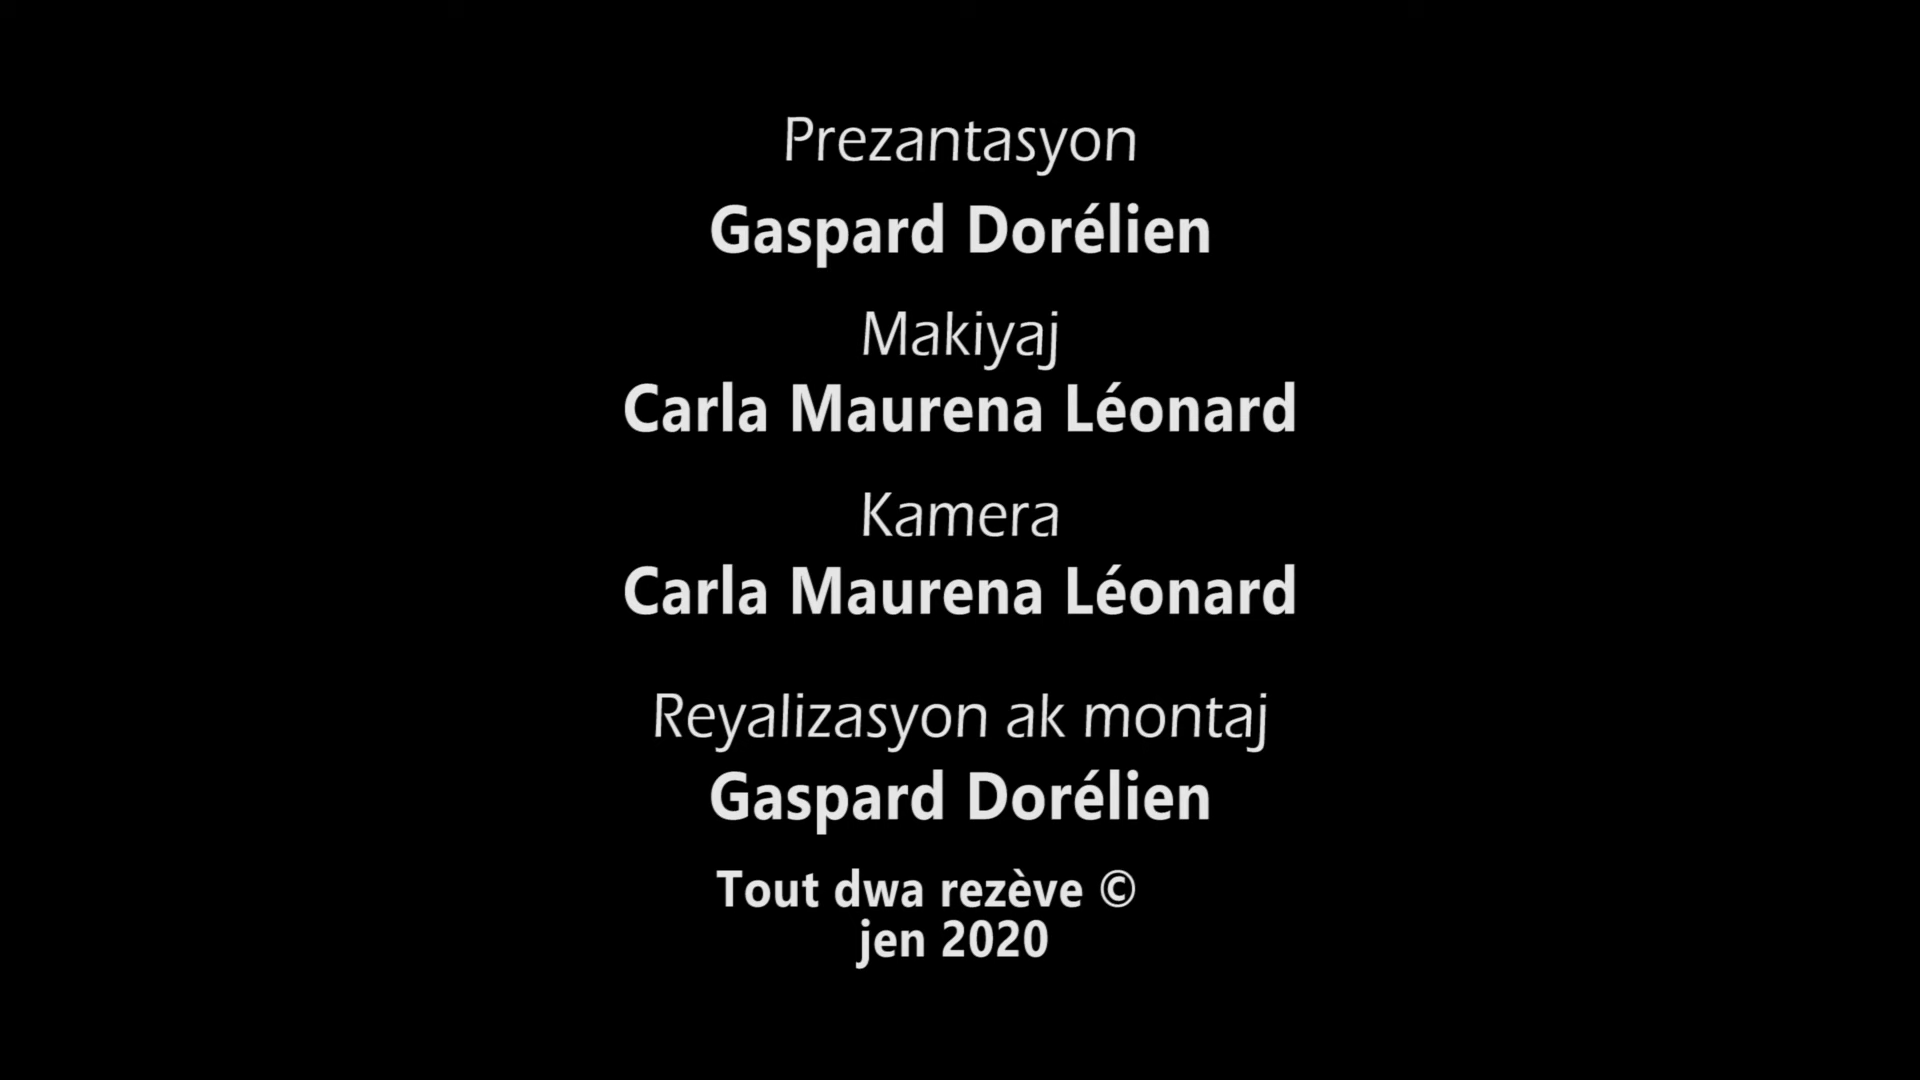 Prezantasyon
Gaspard Dorélien
Makiyaj
Carla Maurena Léonard
Kamera
Carla Maurena Léonard
Reyalizasyon ak montaj
Gaspard Dorélien
Tout dwa rezève ©
jen 2020